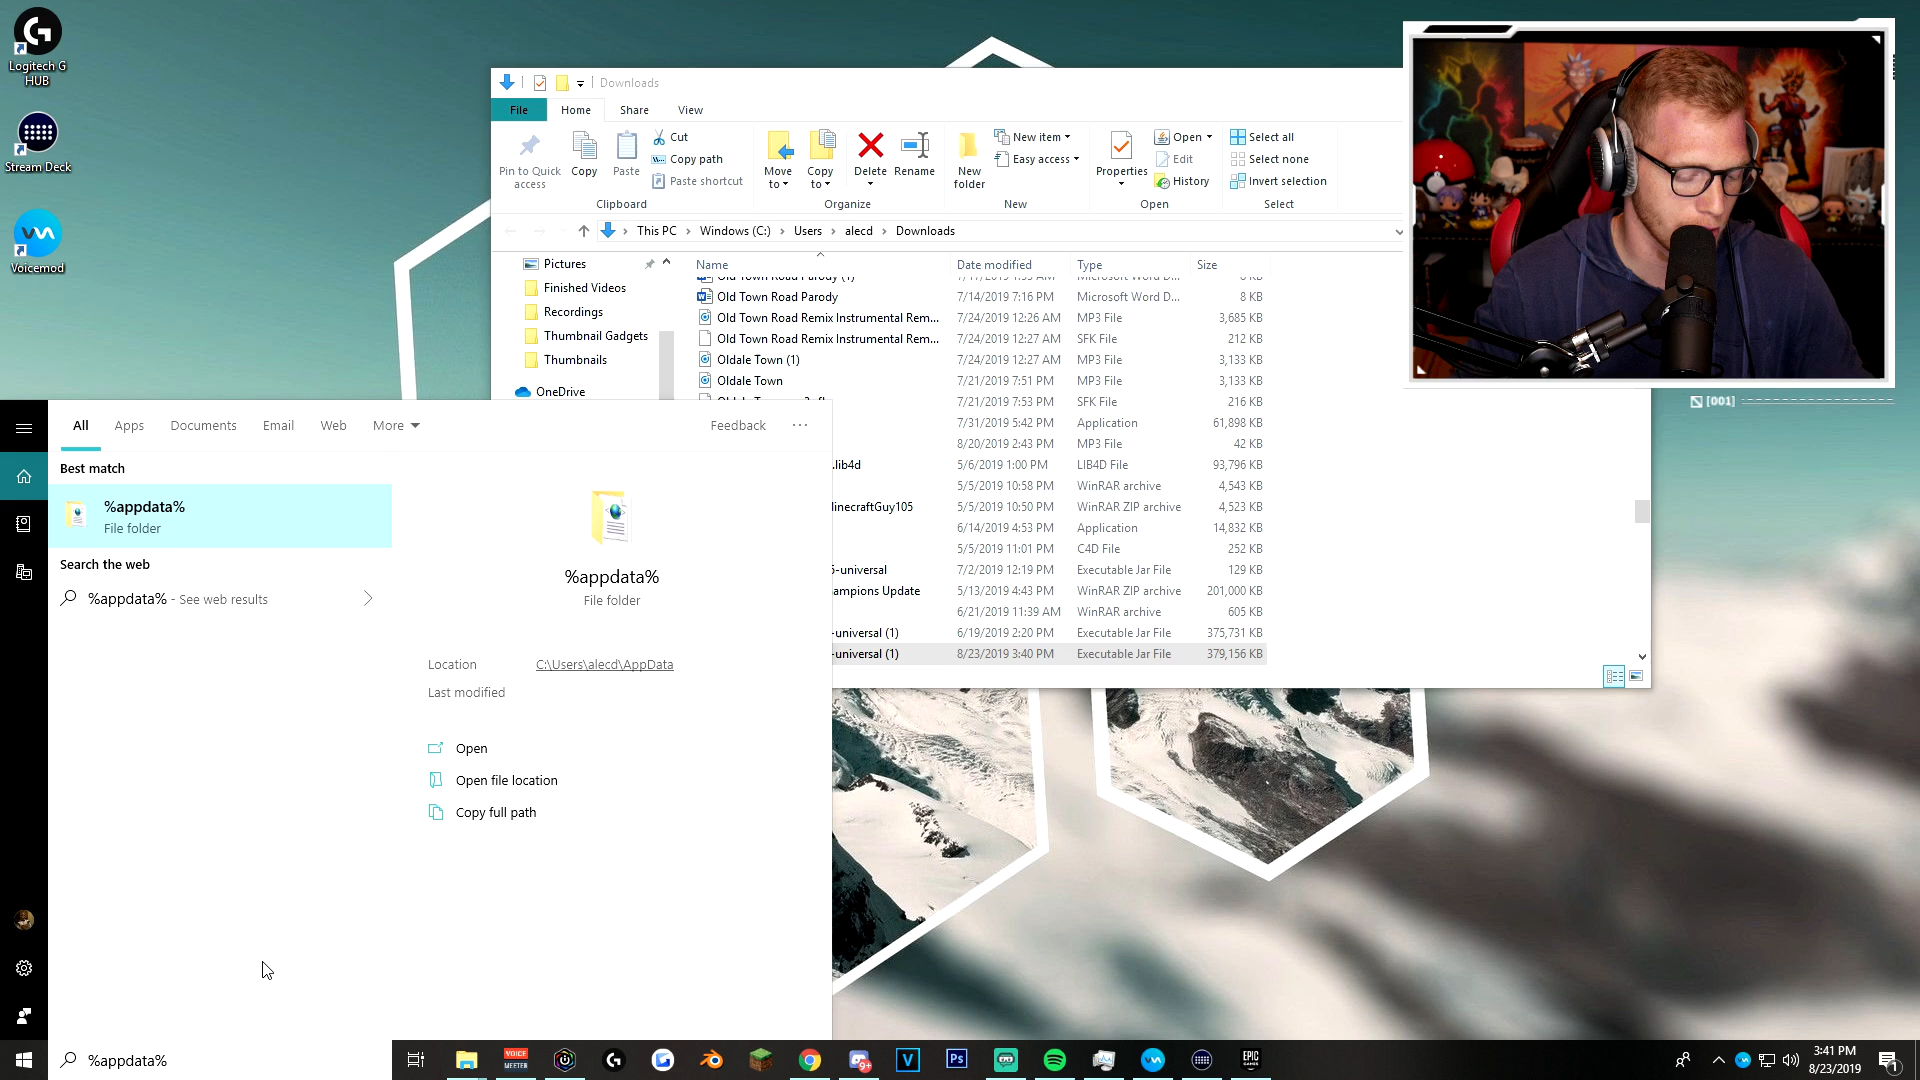 Logitech G
HUB
Stream Deck
Voicemod
Downloads
File
Home
Share
View
Pin to Quick
access
Copy
Paste
Cut
Copy path
Paste shortcut
Move
to
Copy
to
Delete
Rename
New
folder
New item
Easy access
Properties
Open
Edit
History
Select all
Select none
Invert selection
Clipboard
Organize
New
Open
Select
This PC > Windows (C:) > Users > alecd > Downloads
Pictures
Finished Videos
Recordings
Thumbnail Gadgets
Thumbnails
OneDrive
Name Date modified Type Size
Old Town Road Parody (1) Microsoft Word D...
Old Town Road Parody 7/14/2019 7:16 PM Microsoft Word D... 8 KB
Old Town Road Remix Instrumental Rem... 7/24/2019 12:26 AM MP3 File 3,685 KB
Old Town Road Remix Instrumental Rem... 7/24/2019 12:27 AM SFK File 212 KB
Oldale Town (1) 7/24/2019 12:27 AM MP3 File 3,133 KB
Oldale Town 7/21/2019 7:51 PM MP3 File 3,133 KB
7/21/2019 7:53 PM SFK File 216 KB
7/31/2019 5:42 PM Application 61,898 KB
8/20/2019 2:43 PM MP3 File 42 KB
.lib4d 5/6/2019 1:00 PM LIB4D File 93,796 KB
5/5/2019 10:58 PM WinRAR archive 4,543 KB
linecraftGuy105 5/5/2019 10:50 PM WinRAR ZIP archive 4,523 KB
6/14/2019 4:53 PM Application 14,832 KB
5/5/2019 11:01 PM C4D File 252 KB
-universal 7/2/2019 12:19 PM Executable Jar File 129 KB
ampions Update 5/13/2019 4:43 PM WinRAR ZIP archive 201,000 KB
6/21/2019 11:39 AM WinRAR archive 605 KB
-universal (1) 6/19/2019 2:20 PM Executable Jar File 375,731 KB
-universal (1) 8/23/2019 3:40 PM Executable Jar File 379,156 KB
[001]
All
Apps
Documents
Email
Web
More
Feedback
...
Best match
%appdata%
File folder
Search the web
%appdata% - See web results
%appdata%
File folder
Location C:\Users\alecd\AppData
Last modified
Open
Open file location
Copy full path
%appdata%
VOICE
MEETER
9+
V
Ps
EPIC
GAMES
3:41 PM
8/23/2019
1